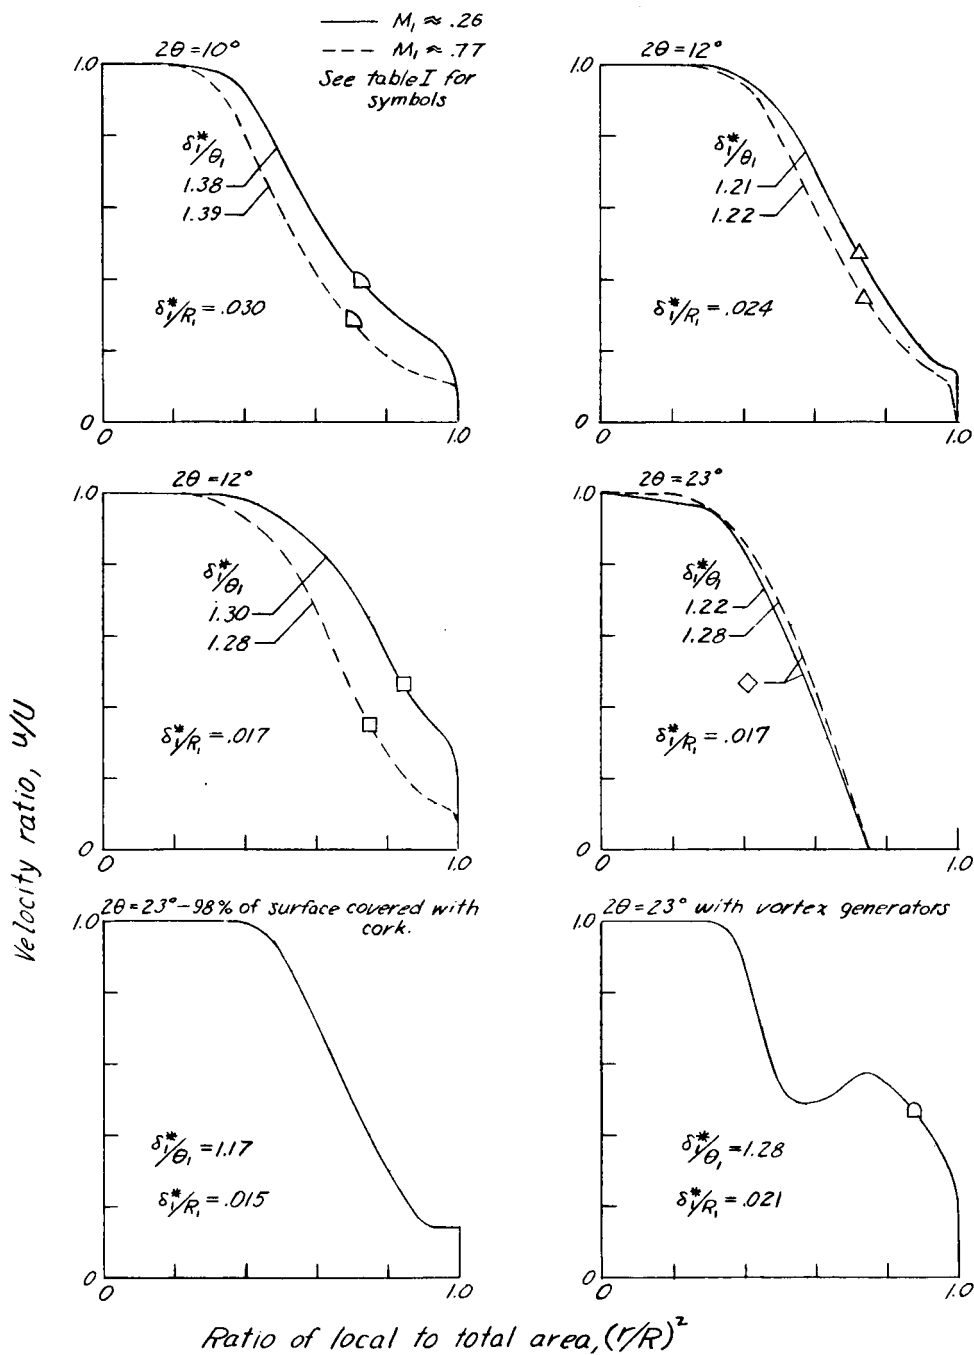 M₁ ≈ .26
M₁ ≈ .77
See table I for
symbols
2θ = 10°
1.0
δ₁*/θ₁
1.38
1.39
δ₁*/R₁ = .030
0
0
1.0
2θ = 12°
1.0
δ₁*/θ₁
1.21
1.22
δ₁*/R₁ = .024
0
0
1.0
2θ = 12°
1.0
δ₁*/θ₁
1.30
1.28
δ₁*/R₁ = .017
0
0
1.0
2θ = 23°
1.0
δ₁*/θ₁
1.22
1.28
δ₁*/R₁ = .017
0
0
1.0
2θ = 23° – 98% of surface covered with
cork.
1.0
δ₁*/θ₁ = 1.17
δ₁*/R₁ = .015
0
0
1.0
2θ = 23° with vortex generators
1.0
δ₁*/θ₁ = 1.28
δ₁*/R₁ = .021
0
0
1.0
Velocity ratio, u/U
Ratio of local to total area, (r/R)²